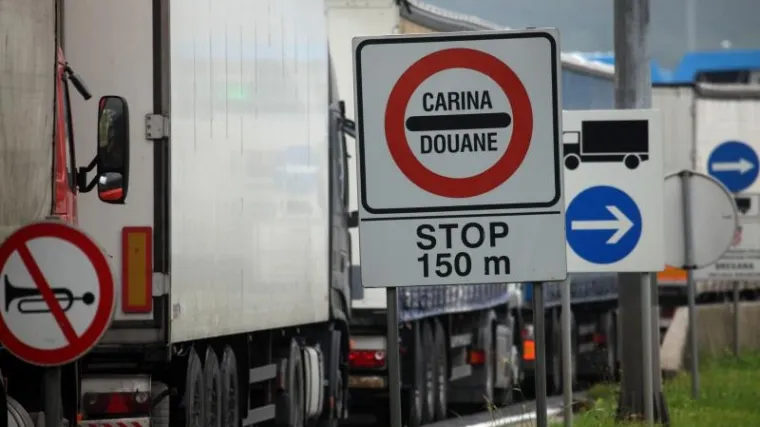 CARINA
DOUANE
STOP
150 m